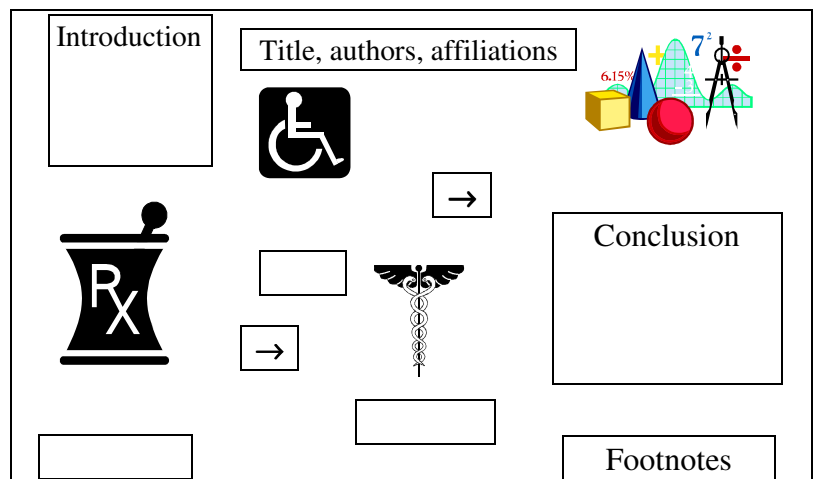 Introduction
Title, authors, affiliations
6.15%
7²
→
Rx
→
Conclusion
Footnotes